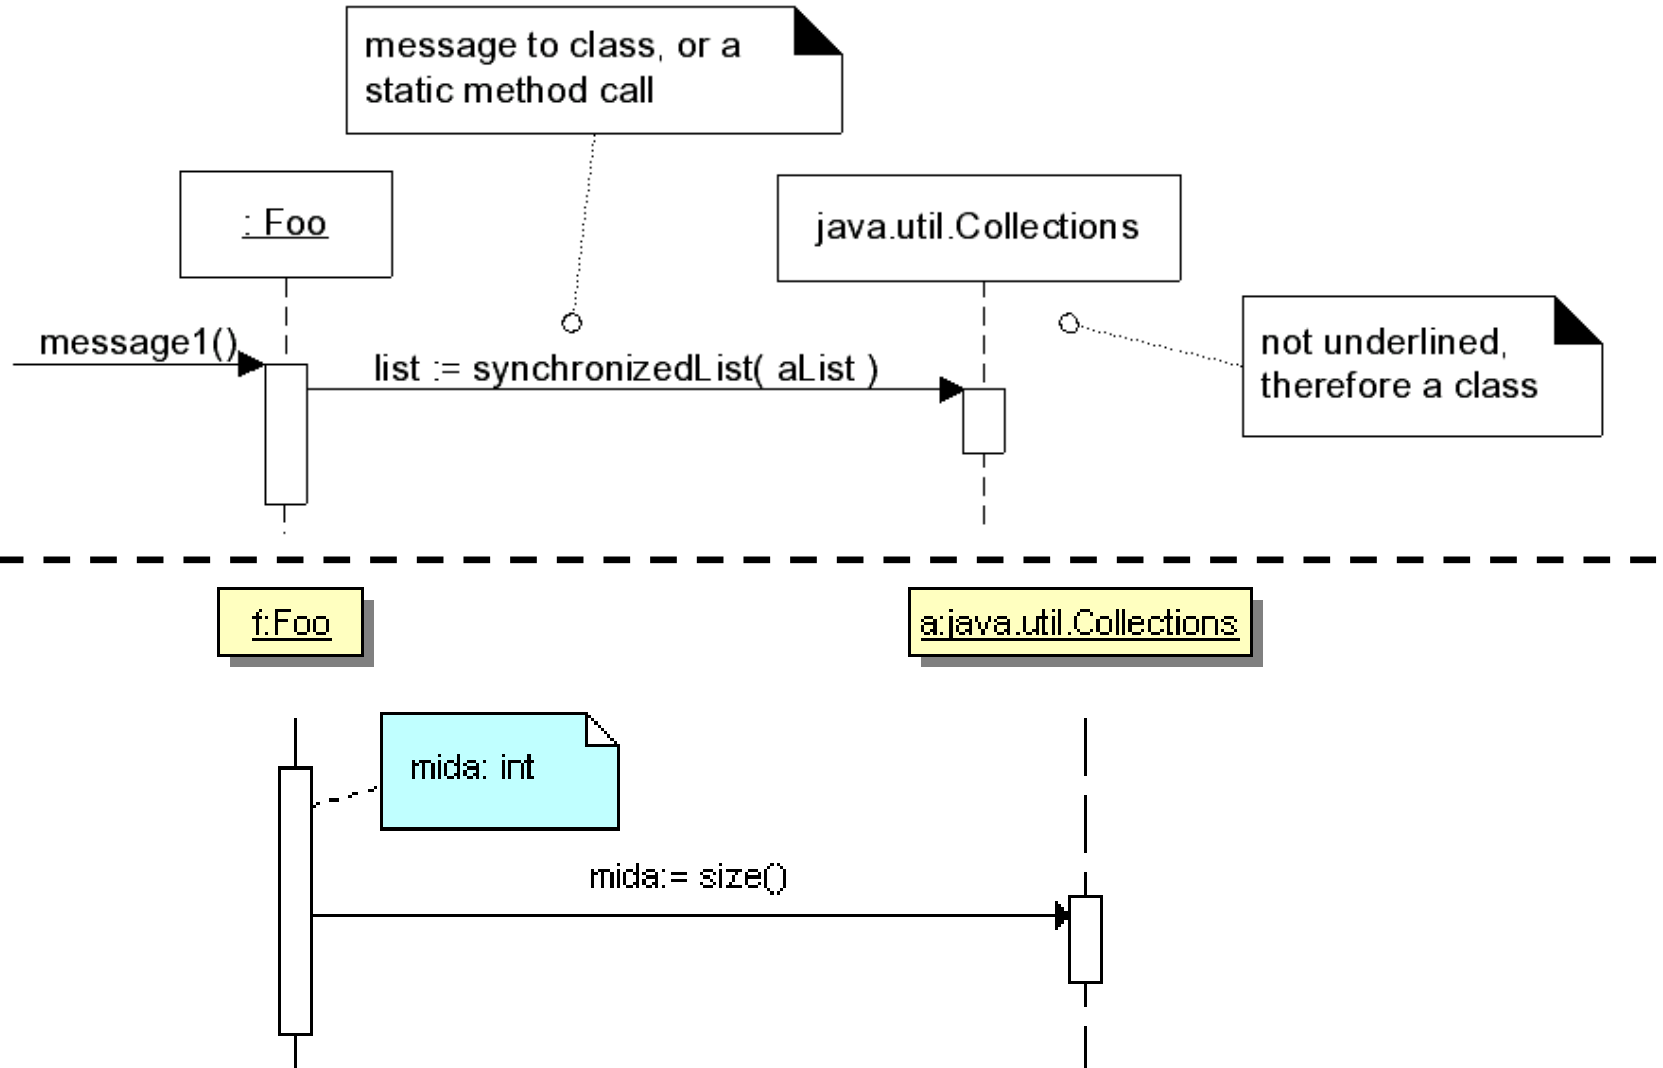 message to class, or a
static method call
: Foo
java.util.Collections
message1()
list := synchronizedList( aList )
not underlined,
therefore a class
f:Foo
a:java.util.Collections
mida: int
mida:= size()